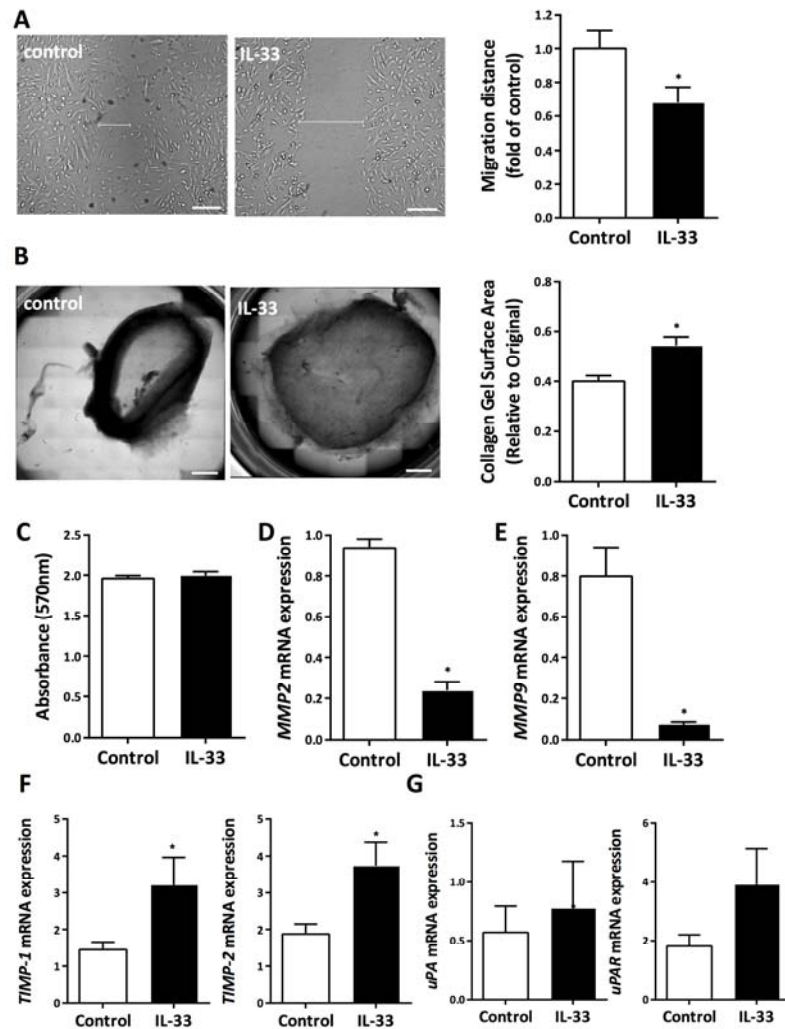 A
control
IL-33
Migration distance
(fold of control)
1.2
1.0
0.8
0.6
0.4
0.2
0.0
*
Control IL-33
B
control
IL-33
Collagen Gel Surface Area
(Relative to Original)
0.8
0.6
0.4
0.2
0.0
*
Control IL-33
C
Absorbance (570nm)
2.5
2.0
1.5
1.0
0.5
0.0
Control IL-33
D
MMP2 mRNA expression
1.0
0.8
0.6
0.4
0.2
0.0
*
Control IL-33
E
MMP9 mRNA expression
1.0
0.8
0.6
0.4
0.2
0.0
*
Control IL-33
F
TIMP-1 mRNA expression
5
4
3
2
1
0
*
Control IL-33
TIMP-2 mRNA expression
5
4
3
2
1
0
*
Control IL-33
G
uPA mRNA expression
1.5
1.0
0.5
0.0
Control IL-33
uPAR mRNA expression
6
4
2
0
Control IL-33